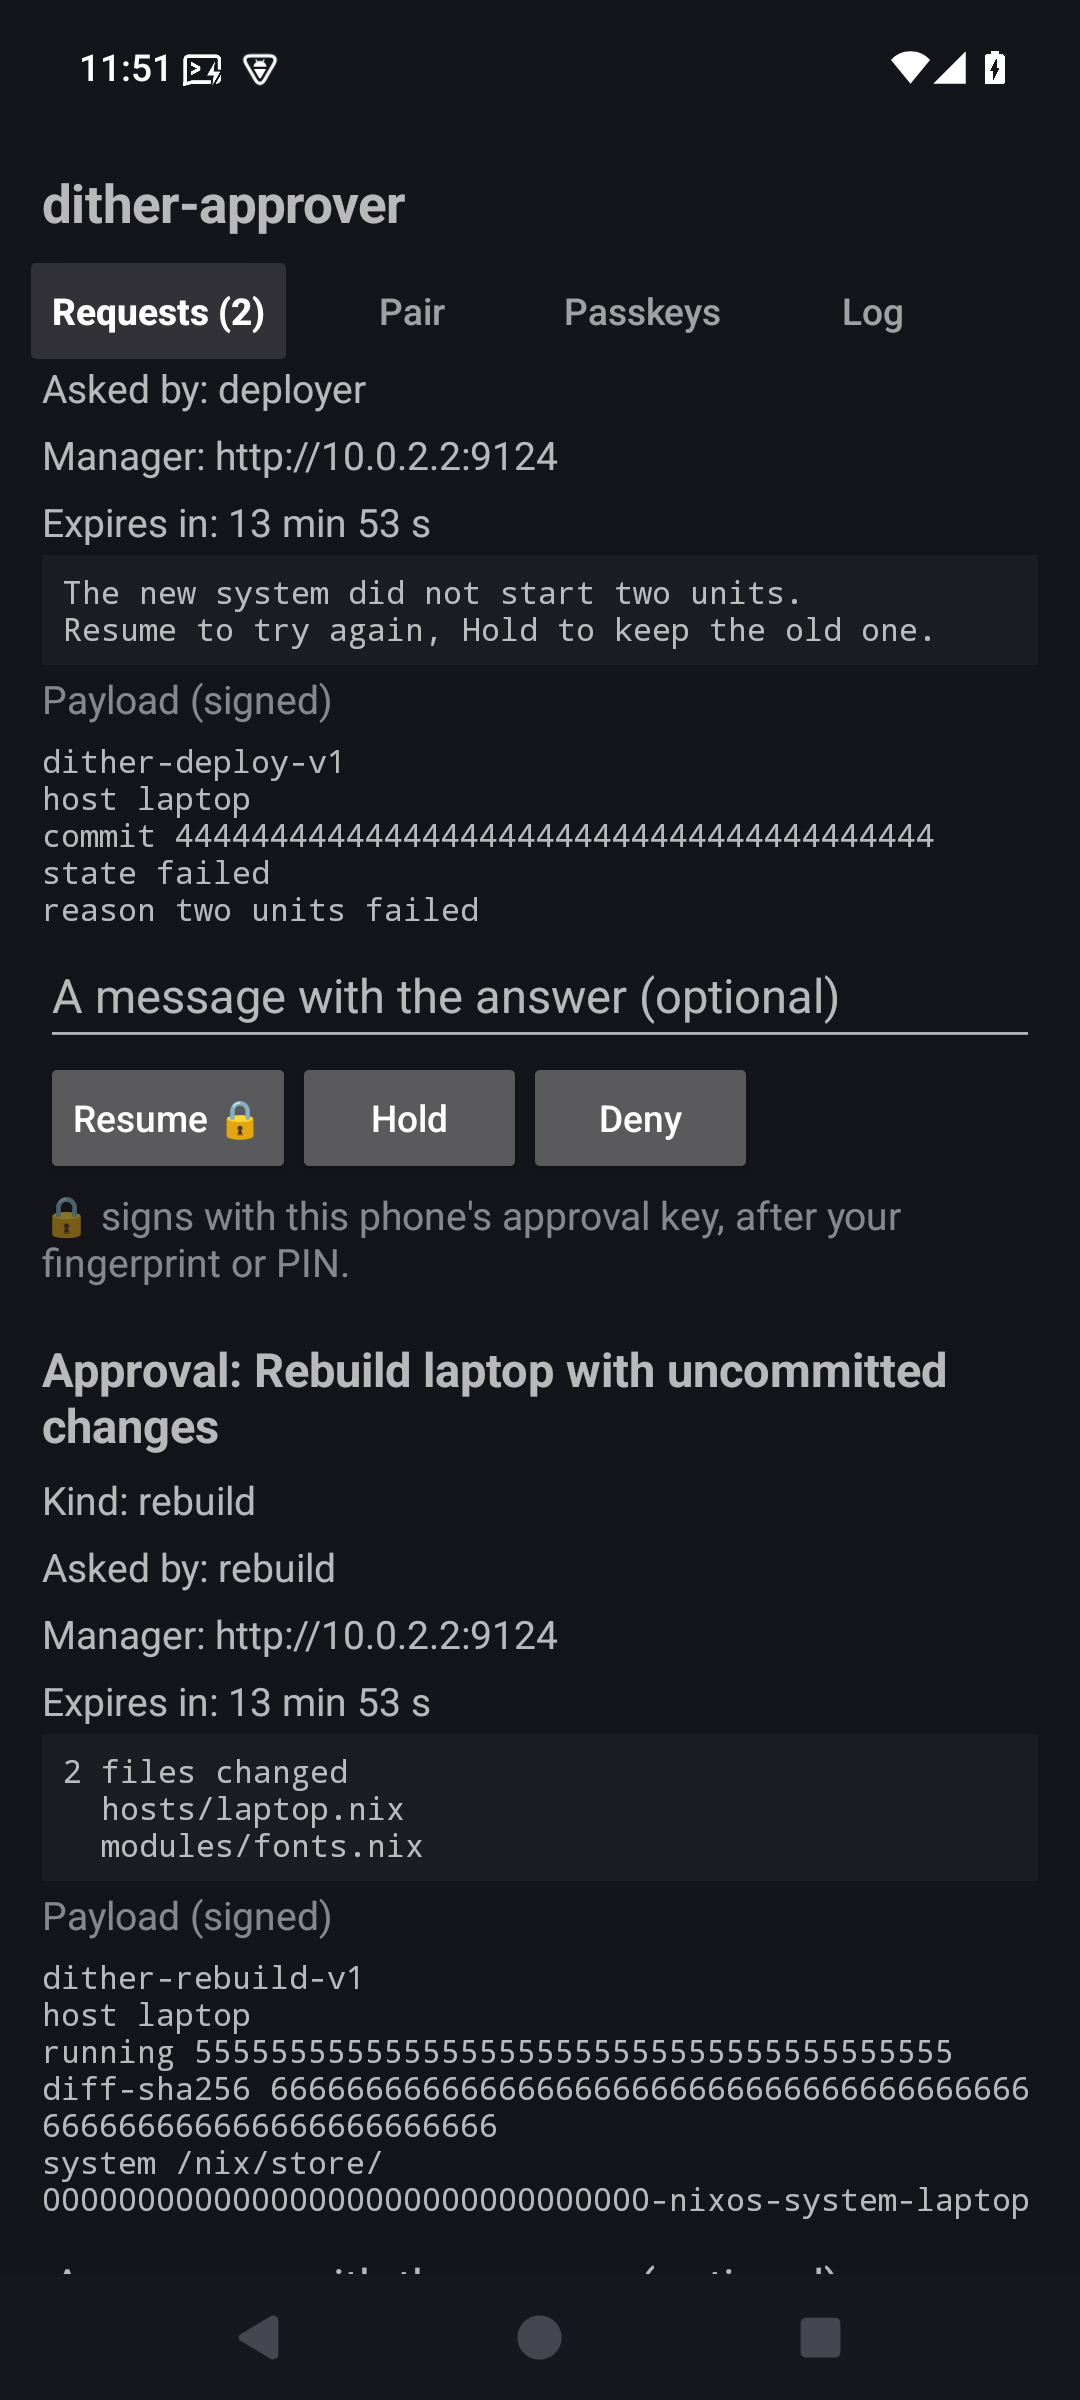 11:51
dither-approver
Requests (2) Pair Passkeys Log
Asked by: deployer
Manager: http://10.0.2.2:9124
Expires in: 13 min 53 s
The new system did not start two units.
Resume to try again, Hold to keep the old one.
Payload (signed)
dither-deploy-v1
host laptop
commit 4444444444444444444444444444444444444444
state failed
reason two units failed
A message with the answer (optional)
Resume 🔒 Hold Deny
🔒 signs with this phone's approval key, after your
fingerprint or PIN.
Approval: Rebuild laptop with uncommitted
changes
Kind: rebuild
Asked by: rebuild
Manager: http://10.0.2.2:9124
Expires in: 13 min 53 s
2 files changed
hosts/laptop.nix
modules/fonts.nix
Payload (signed)
dither-rebuild-v1
host laptop
running 5555555555555555555555555555555555555555
diff-sha256 6666666666666666666666666666666666666666
666666666666666666666666
system /nix/store/
00000000000000000000000000000000-nixos-system-laptop